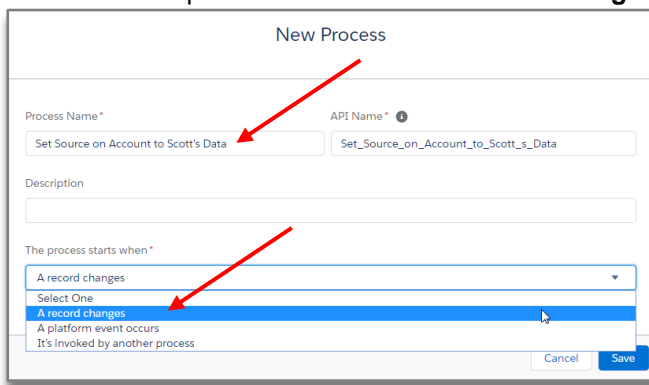 New Process
Process Name* API Name*
Set Source on Account to Scott's Data Set_Source_on_Account_to_Scott_s_Data
Description
The process starts when*
A record changes
Select One
A record changes
A platform event occurs
It's invoked by another process
Cancel Save